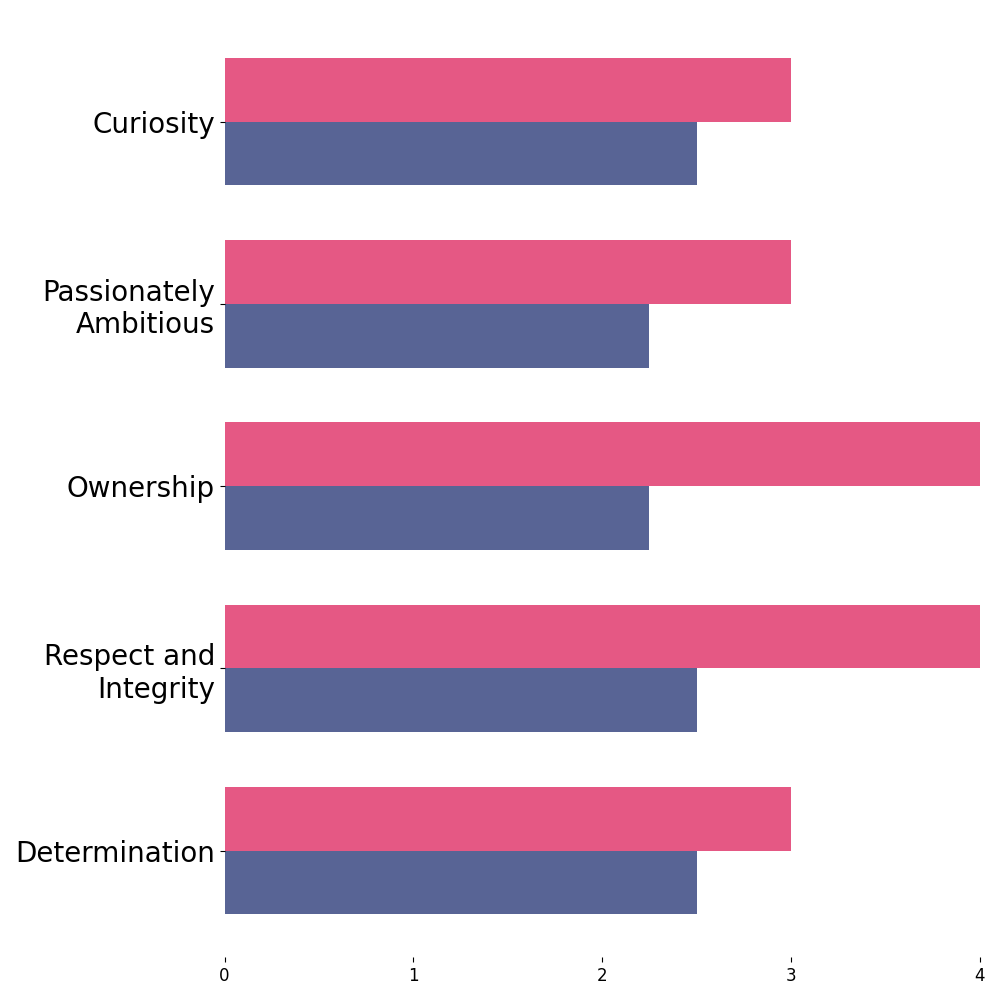 Curiosity
Passionately
Ambitious
Ownership
Respect and
Integrity
Determination
0 1 2 3 4